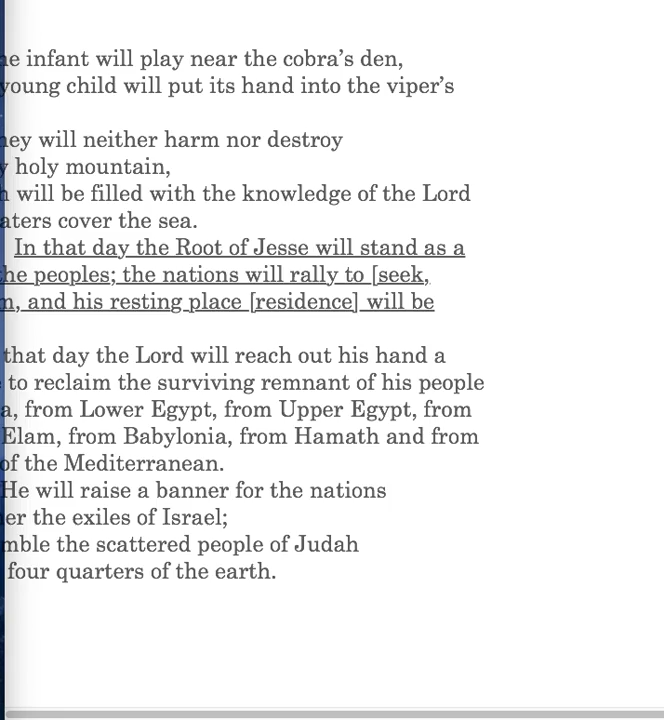 e infant will play near the cobra’s den,
young child will put its hand into the viper’s
ey will neither harm nor destroy
holy mountain,
will be filled with the knowledge of the Lord
aters cover the sea.
In that day the Root of Jesse will stand as a
he peoples; the nations will rally to [seek,
, and his resting place [residence] will be
that day the Lord will reach out his hand a
to reclaim the surviving remnant of his people
a, from Lower Egypt, from Upper Egypt, from
Elam, from Babylonia, from Hamath and from
of the Mediterranean.
He will raise a banner for the nations
er the exiles of Israel;
mble the scattered people of Judah
four quarters of the earth.